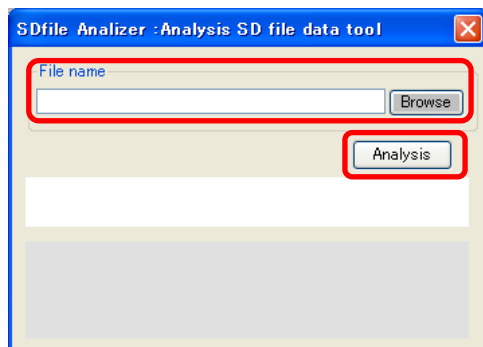 SDfile Analizer :Analysis SD file data tool
File name
Browse
Analysis